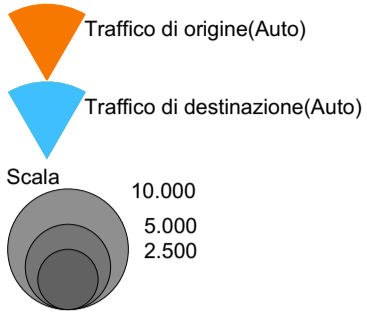 Traffico di origine(Auto)
Traffico di destinazione(Auto)
Scala
10.000
5.000
2.500